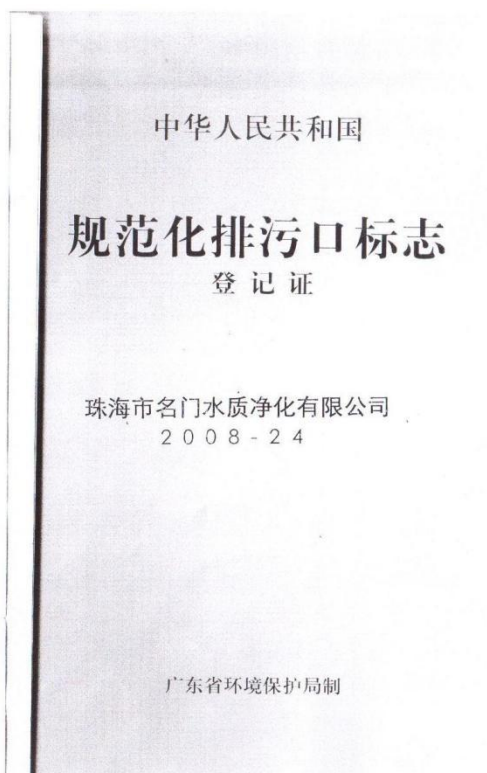 中华人民共和国
规范化排污口标志
登记证
珠海市名门水质净化有限公司
2008-24
广东省环境保护局制